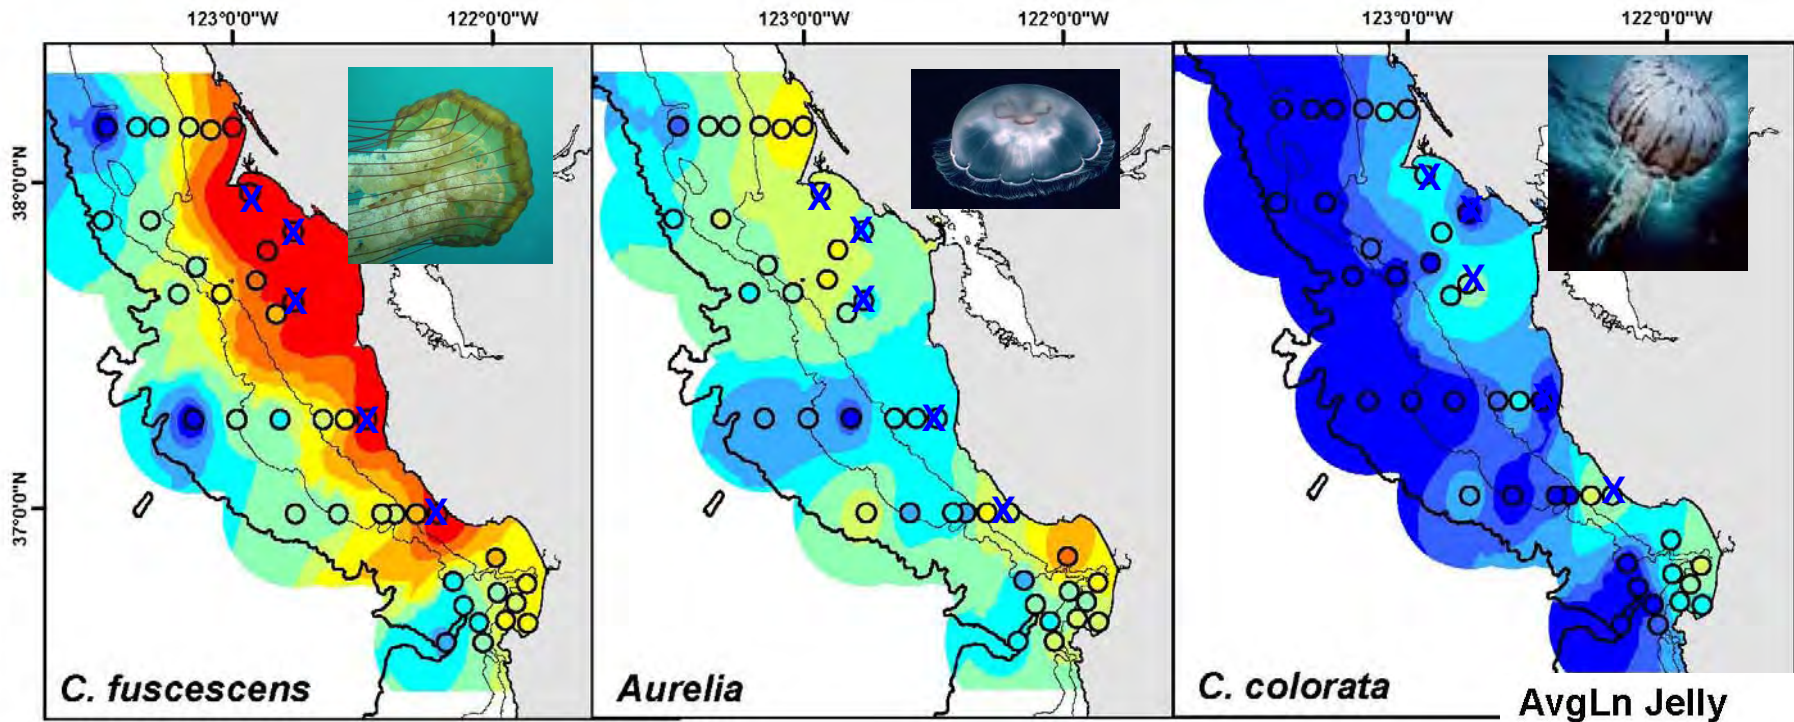 123°0'0"W 122°0'0"W 123°0'0"W 122°0'0"W 123°0'0"W 122°0'0"W
38°0'0"N
X X X X X X
X X X X
X X X X
37°0'0"N
C. fuscescens Aurelia C. colorata
AvgLn Jelly